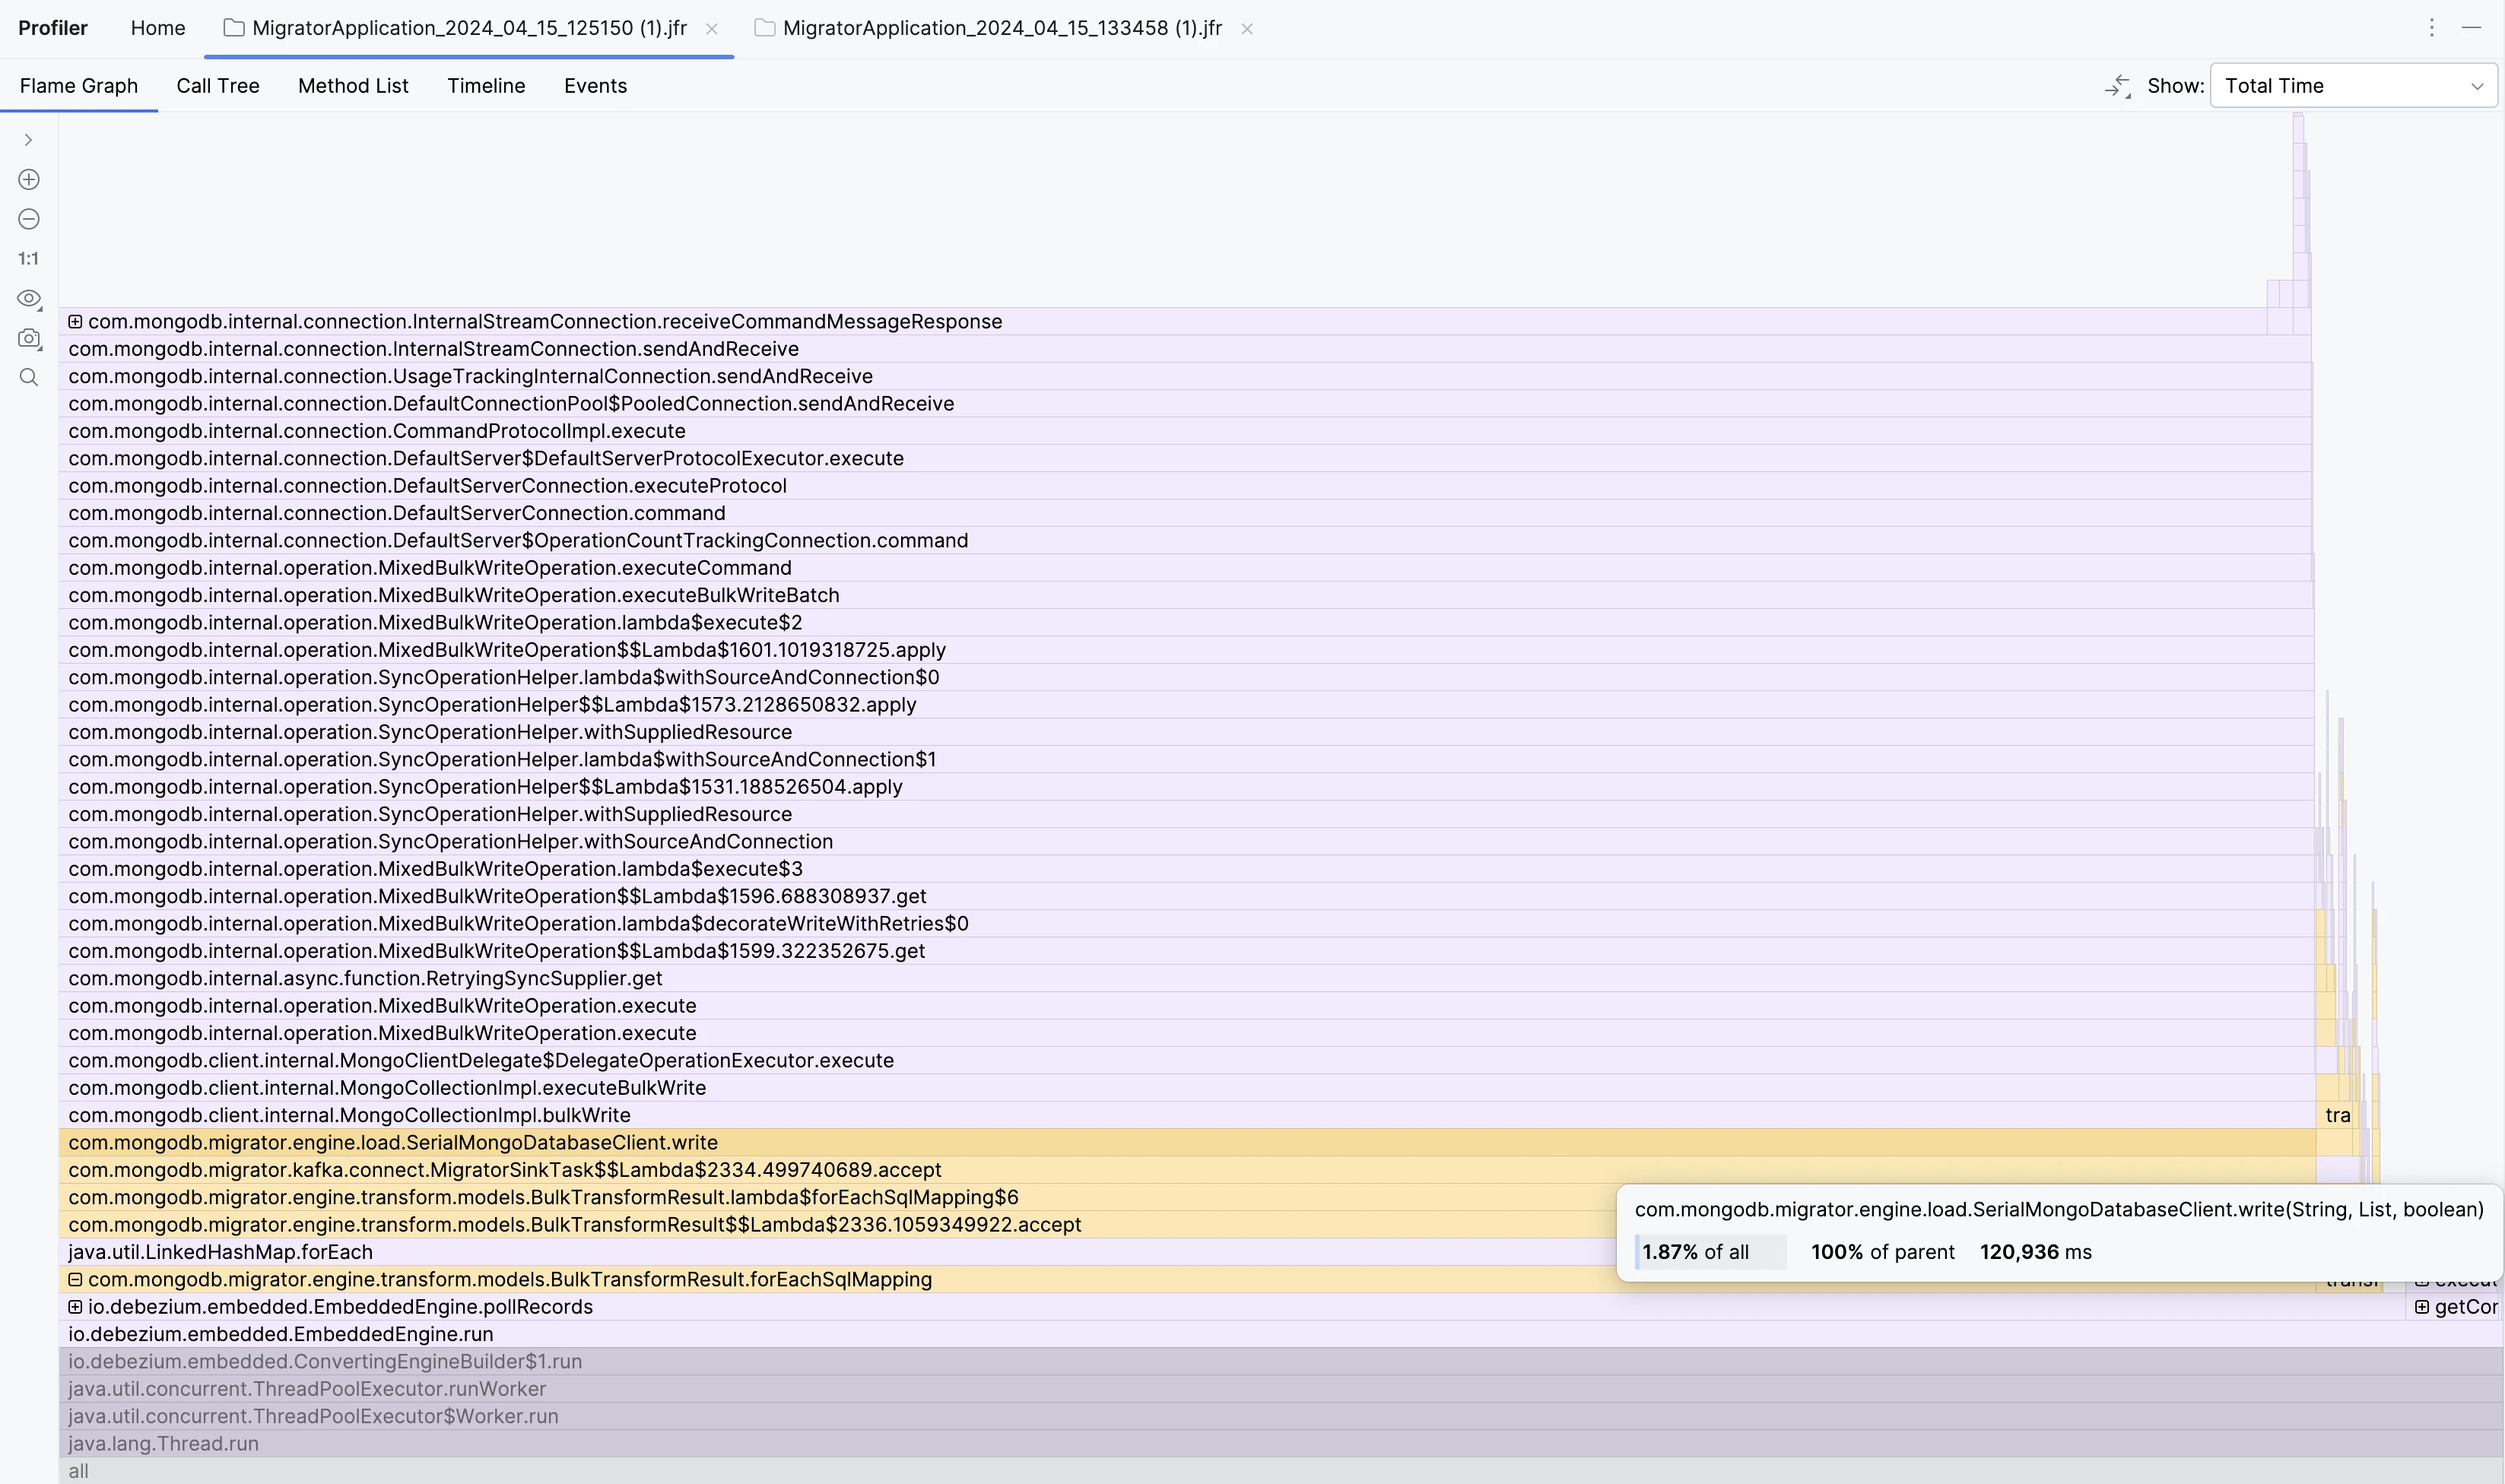 Profiler Home MigratorApplication_2024_04_15_125150 (1).jfr MigratorApplication_2024_04_15_133458 (1).jfr
Flame Graph Call Tree Method List Timeline Events Show: Total Time
1:1
com.mongodb.internal.connection.InternalStreamConnection.receiveCommandMessageResponse
com.mongodb.internal.connection.InternalStreamConnection.sendAndReceive
com.mongodb.internal.connection.UsageTrackingInternalConnection.sendAndReceive
com.mongodb.internal.connection.DefaultConnectionPool$PooledConnection.sendAndReceive
com.mongodb.internal.connection.CommandProtocolImpl.execute
com.mongodb.internal.connection.DefaultServer$DefaultServerProtocolExecutor.execute
com.mongodb.internal.connection.DefaultServerConnection.executeProtocol
com.mongodb.internal.connection.DefaultServerConnection.command
com.mongodb.internal.connection.DefaultServer$OperationCountTrackingConnection.command
com.mongodb.internal.operation.MixedBulkWriteOperation.executeCommand
com.mongodb.internal.operation.MixedBulkWriteOperation.executeBulkWriteBatch
com.mongodb.internal.operation.MixedBulkWriteOperation.lambda$execute$2
com.mongodb.internal.operation.MixedBulkWriteOperation$$Lambda$1601.1019318725.apply
com.mongodb.internal.operation.SyncOperationHelper.lambda$withSourceAndConnection$0
com.mongodb.internal.operation.SyncOperationHelper$$Lambda$1573.2128650832.apply
com.mongodb.internal.operation.SyncOperationHelper.withSuppliedResource
com.mongodb.internal.operation.SyncOperationHelper.lambda$withSourceAndConnection$1
com.mongodb.internal.operation.SyncOperationHelper$$Lambda$1531.188526504.apply
com.mongodb.internal.operation.SyncOperationHelper.withSuppliedResource
com.mongodb.internal.operation.SyncOperationHelper.withSourceAndConnection
com.mongodb.internal.operation.MixedBulkWriteOperation.lambda$execute$3
com.mongodb.internal.operation.MixedBulkWriteOperation$$Lambda$1596.688308937.get
com.mongodb.internal.operation.MixedBulkWriteOperation.lambda$decorateWriteWithRetries$0
com.mongodb.internal.operation.MixedBulkWriteOperation$$Lambda$1599.322352675.get
com.mongodb.internal.async.function.RetryingSyncSupplier.get
com.mongodb.internal.operation.MixedBulkWriteOperation.execute
com.mongodb.internal.operation.MixedBulkWriteOperation.execute
com.mongodb.client.internal.MongoClientDelegate$DelegateOperationExecutor.execute
com.mongodb.client.internal.MongoCollectionImpl.executeBulkWrite
com.mongodb.client.internal.MongoCollectionImpl.bulkWrite tra
com.mongodb.migrator.engine.load.SerialMongoDatabaseClient.write
com.mongodb.migrator.kafka.connect.MigratorSinkTask$$Lambda$2334.499740689.accept
com.mongodb.migrator.engine.transform.models.BulkTransformResult.lambda$forEachSqlMapping$6
com.mongodb.migrator.engine.load.SerialMongoDatabaseClient.write(String, List, boolean)
com.mongodb.migrator.engine.transform.models.BulkTransformResult$$Lambda$2336.1059349922.accept
java.util.LinkedHashMap.forEach
1.87% of all 100% of parent 120,936 ms
com.mongodb.migrator.engine.transform.models.BulkTransformResult.forEachSqlMapping
io.debezium.embedded.EmbeddedEngine.pollRecords getCor
io.debezium.embedded.EmbeddedEngine.run
io.debezium.embedded.ConvertingEngineBuilder$1.run
java.util.concurrent.ThreadPoolExecutor.runWorker
java.util.concurrent.ThreadPoolExecutor$Worker.run
java.lang.Thread.run
all